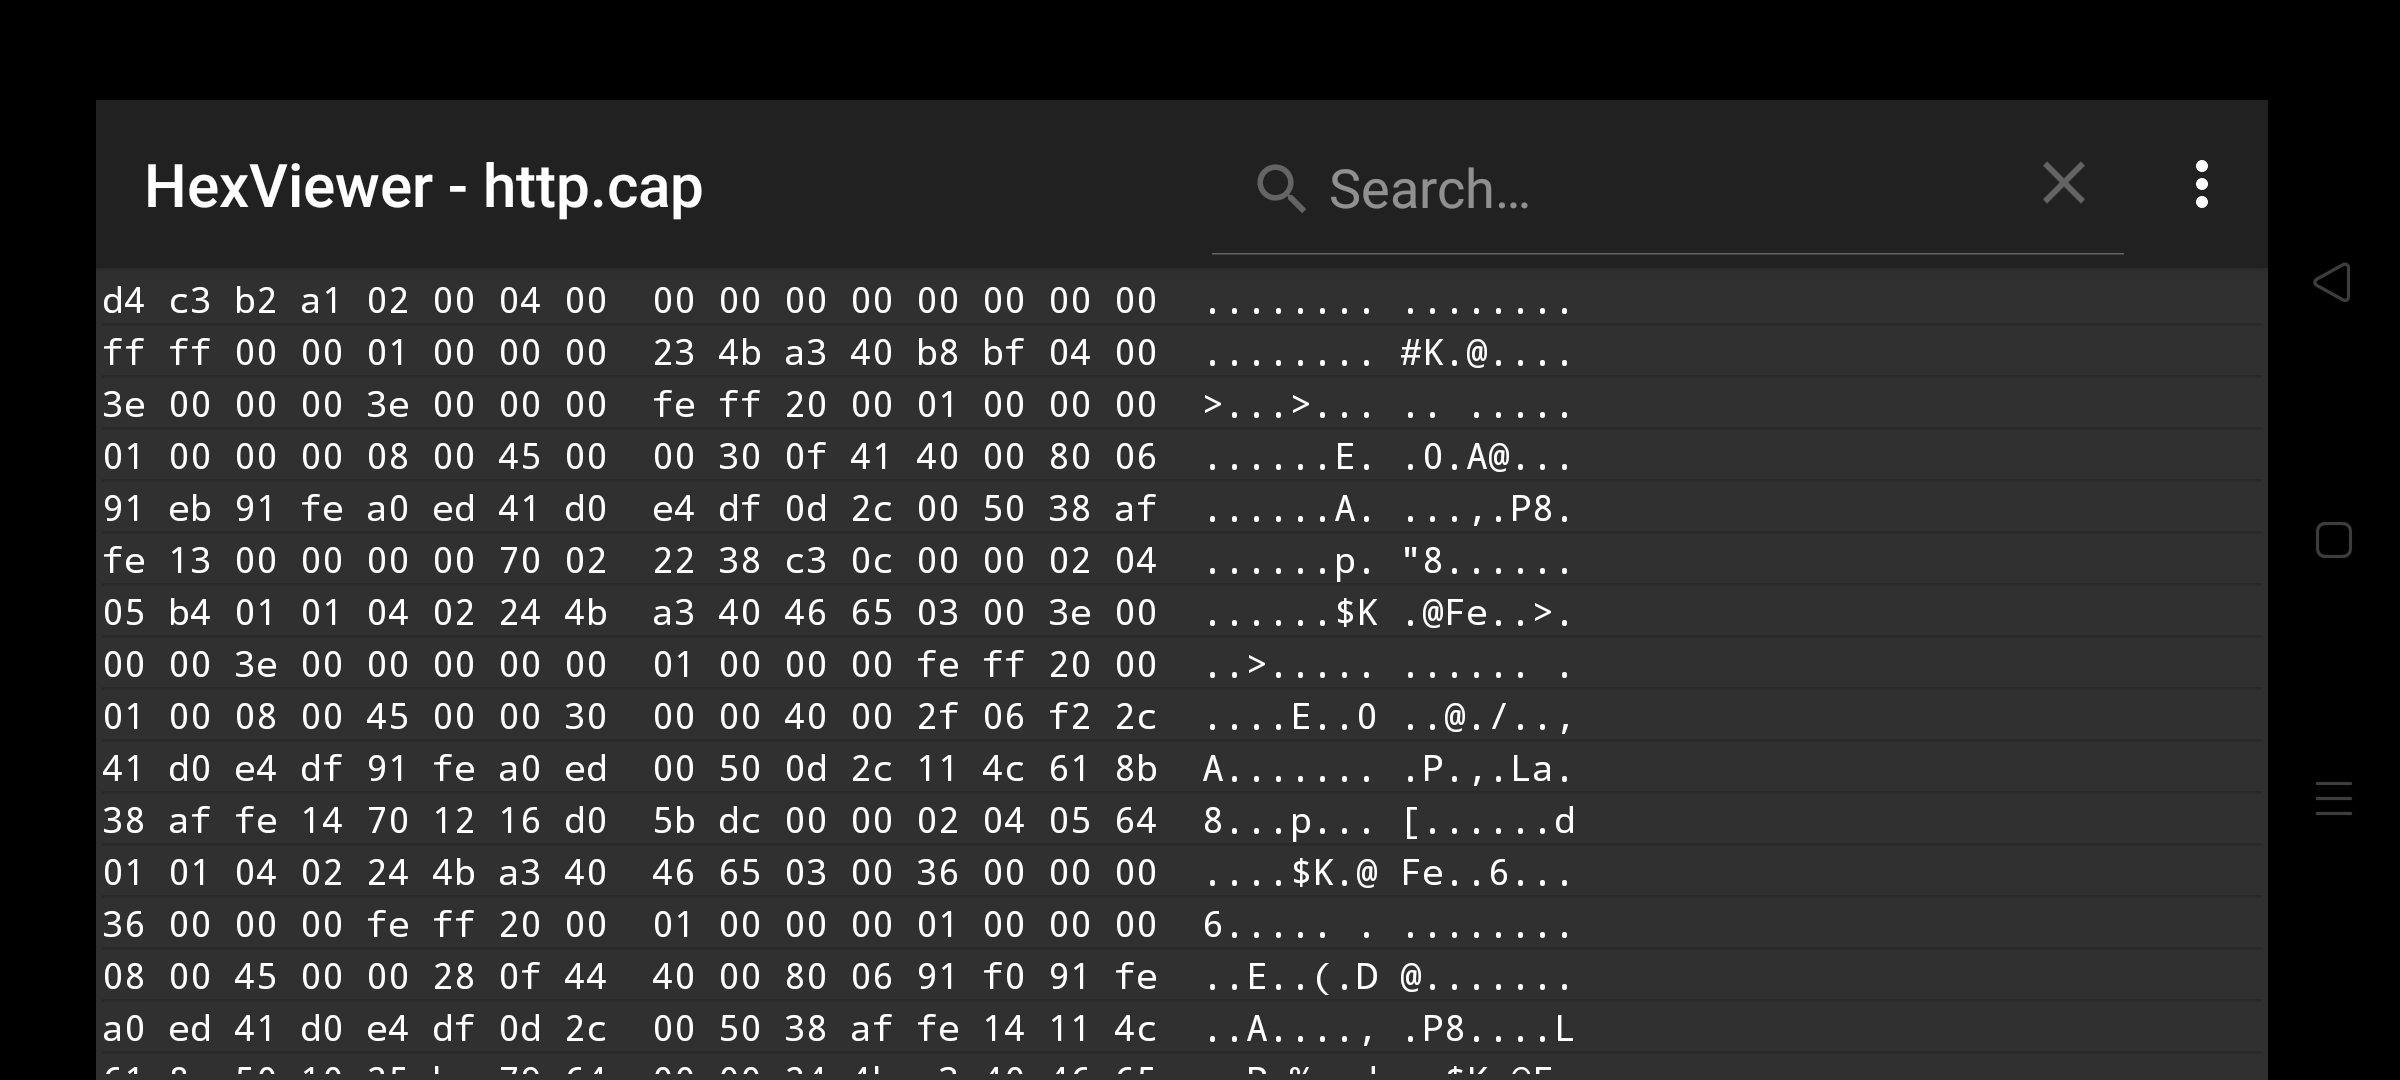 HexViewer - http.cap
Search…
d4 c3 b2 a1 02 00 04 00  00 00 00 00 00 00 00 00  ........ ........
ff ff 00 00 01 00 00 00  23 4b a3 40 b8 bf 04 00  ........ #K.@....
3e 00 00 00 3e 00 00 00  fe ff 20 00 01 00 00 00  >...>... .. .....
01 00 00 00 08 00 45 00  00 30 0f 41 40 00 80 06  ......E. .0.A@...
91 eb 91 fe a0 ed 41 d0  e4 df 0d 2c 00 50 38 af  ......A. ...,.P8.
fe 13 00 00 00 00 70 02  22 38 c3 0c 00 00 02 04  ......p. "8......
05 b4 01 01 04 02 24 4b  a3 40 46 65 03 00 3e 00  ......$K .@Fe..>.
00 00 3e 00 00 00 00 00  01 00 00 00 fe ff 20 00  ..>..... ...... .
01 00 08 00 45 00 00 30  00 00 40 00 2f 06 f2 2c  ....E..0 ..@./..,
41 d0 e4 df 91 fe a0 ed  00 50 0d 2c 11 4c 61 8b  A....... .P.,.La.
38 af fe 14 70 12 16 d0  5b dc 00 00 02 04 05 64  8...p... [......d
01 01 04 02 24 4b a3 40  46 65 03 00 36 00 00 00  ....$K.@ Fe..6...
36 00 00 00 fe ff 20 00  01 00 00 00 01 00 00 00  6..... . ........
08 00 45 00 00 28 0f 44  40 00 80 06 91 f0 91 fe  ..E..(.D @.......
a0 ed 41 d0 e4 df 0d 2c  00 50 38 af fe 14 11 4c  ..A...., .P8....L